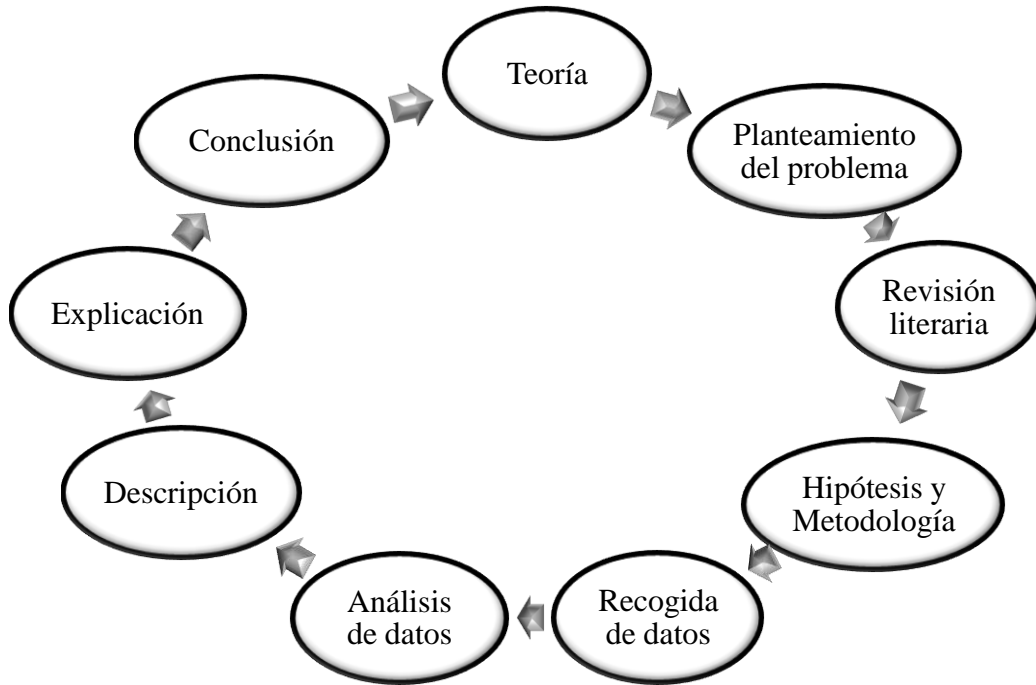 Teoría
Planteamiento
del problema
Revisión
literaria
Hipótesis y
Metodología
Recogida
de datos
Análisis
de datos
Descripción
Explicación
Conclusión